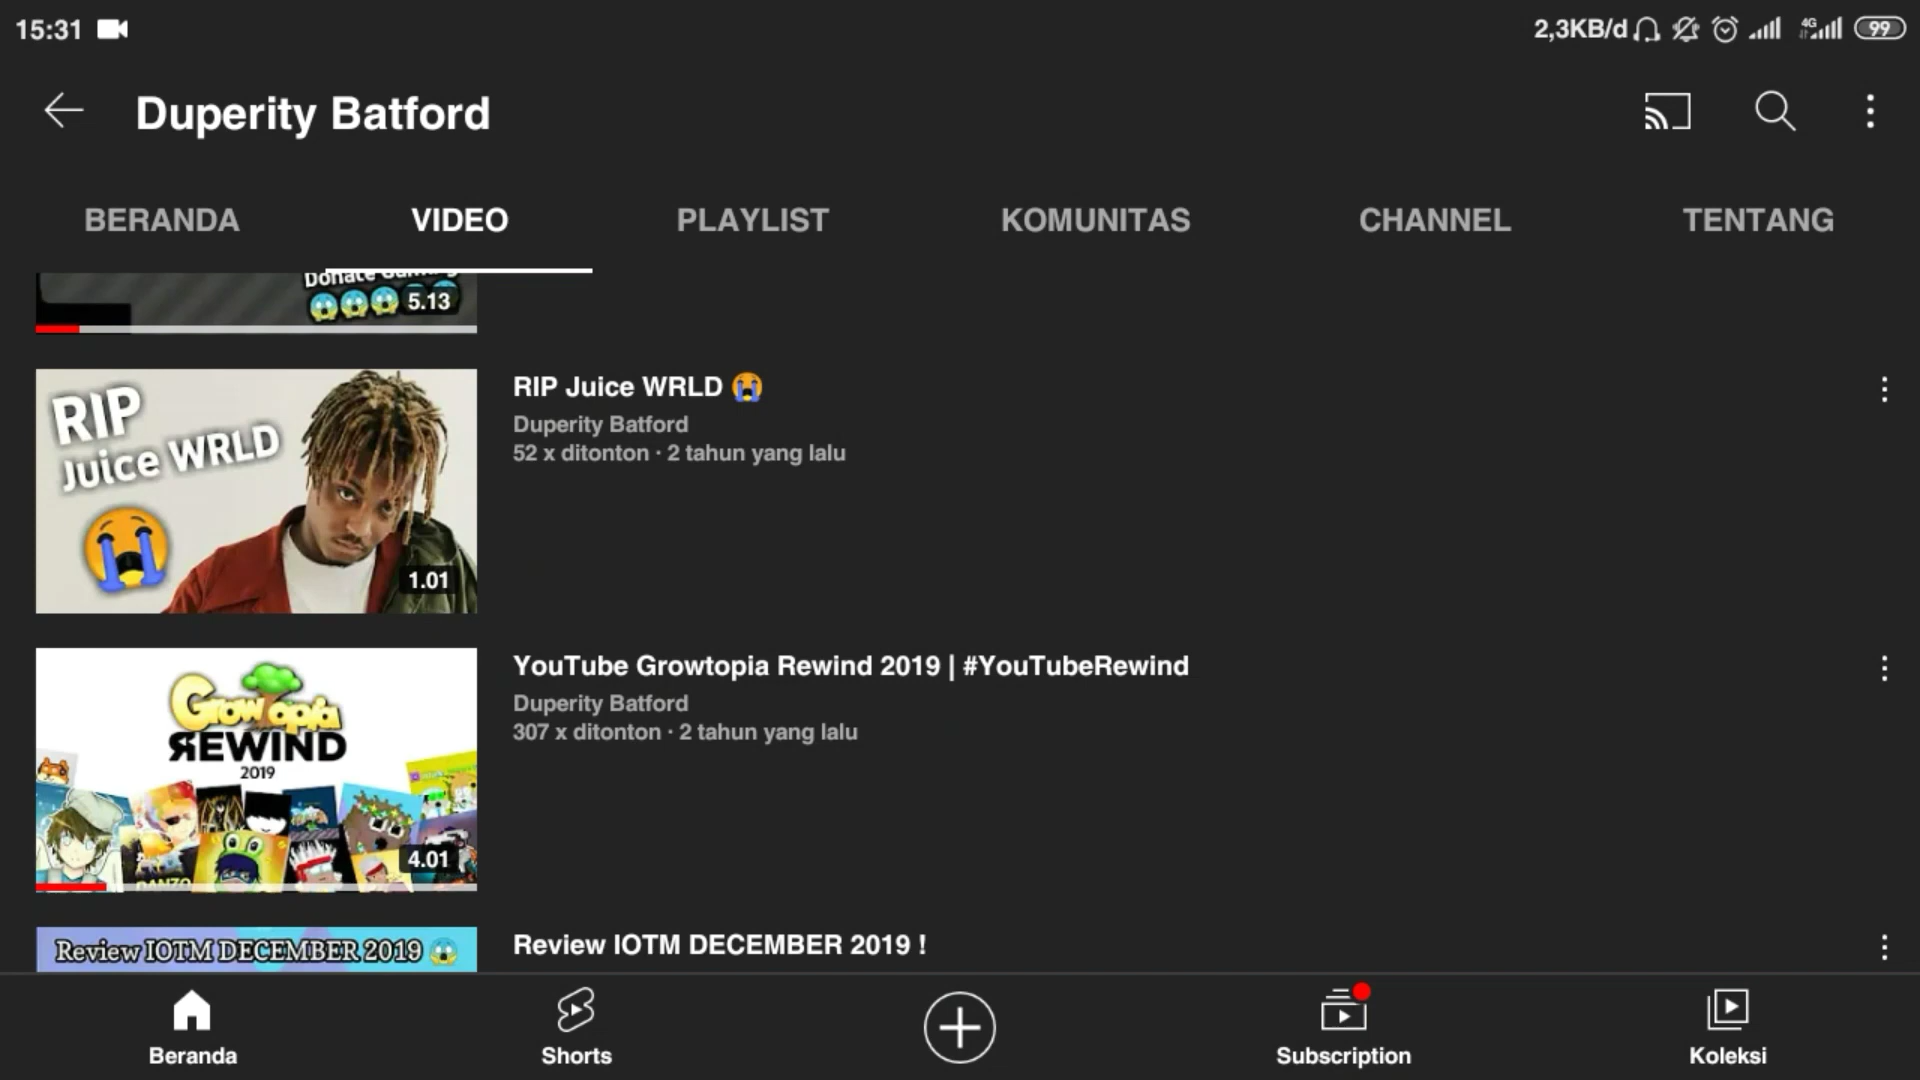 15:31
2,3KB/d
4G
99
Duperity Batford
BERANDA
VIDEO
PLAYLIST
KOMUNITAS
CHANNEL
TENTANG
Donate
5.13
RIP
Juice WRLD
1.01
RIP Juice WRLD 😭
Duperity Batford
52 x ditonton · 2 tahun yang lalu
Growtopia
REWIND
2019
4.01
YouTube Growtopia Rewind 2019 | #YouTubeRewind
Duperity Batford
307 x ditonton · 2 tahun yang lalu
Review IOTM DECEMBER 2019 😱
Review IOTM DECEMBER 2019 !
Beranda
Shorts
Subscription
Koleksi